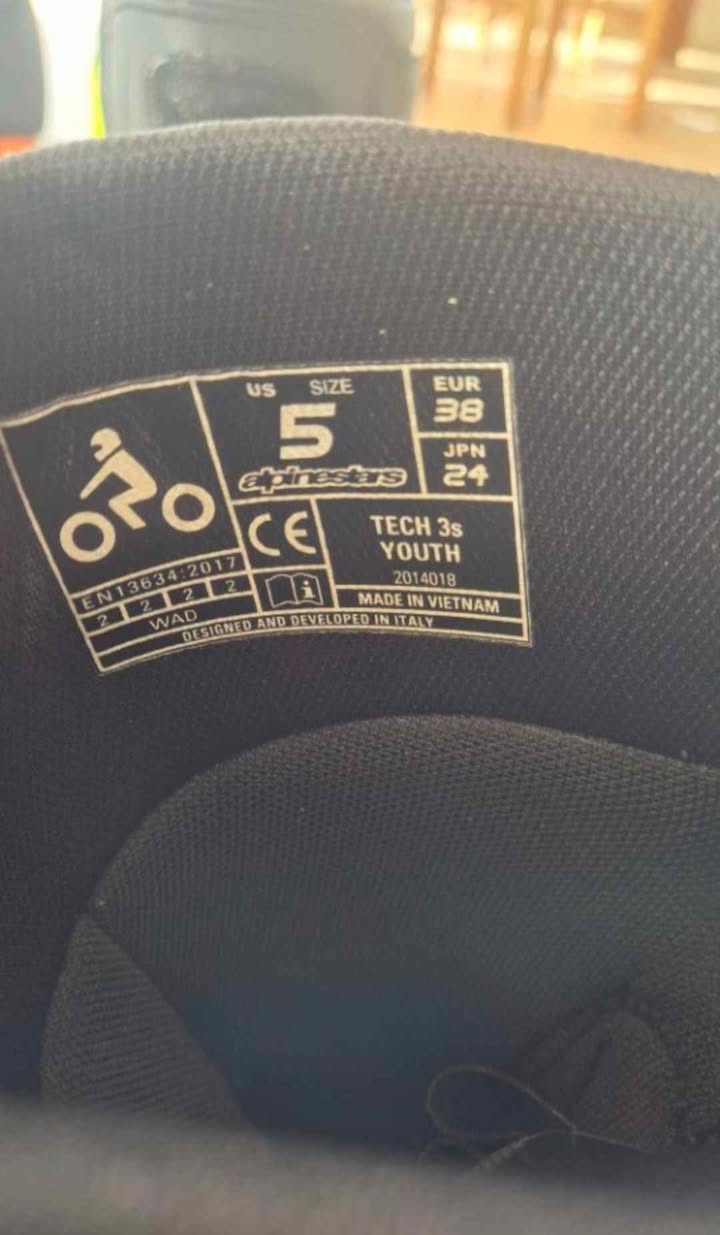 US SIZE
5
alpinestars
EUR
38
JPN
24
CE
TECH 3s
YOUTH
2014018
MADE IN VIETNAM
EN13634:2017
2 2 2 2
WAD
i
DESIGNED AND DEVELOPED IN ITALY